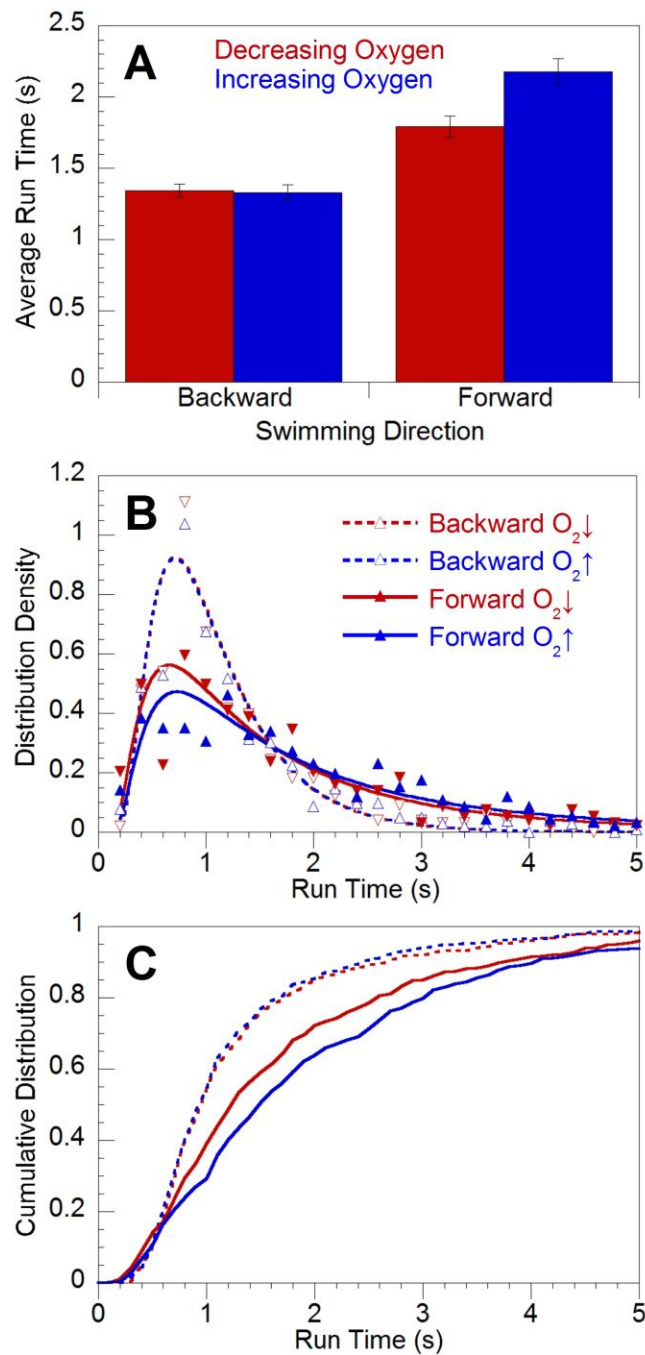 A
Decreasing Oxygen
Increasing Oxygen
2.5
2
1.5
1
0.5
0
Average Run Time (s)
Backward Forward
Swimming Direction
B
Backward O₂↓
Backward O₂↑
Forward O₂↓
Forward O₂↑
1.2
1
0.8
0.6
0.4
0.2
0
Distribution Density
0 1 2 3 4 5
Run Time (s)
C
1
0.8
0.6
0.4
0.2
0
Cumulative Distribution
0 1 2 3 4 5
Run Time (s)